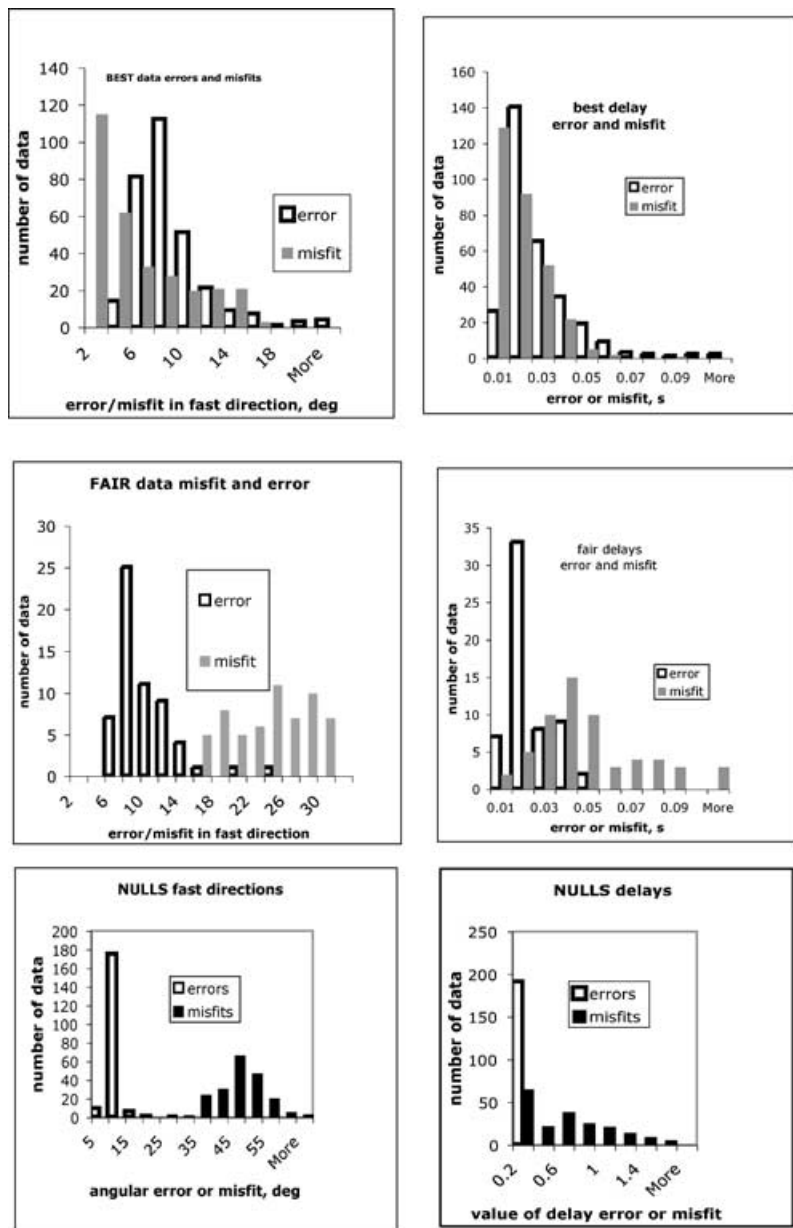 BEST data errors and misfits
140
120
100
80
60
40
20
0
number of data
error
misfit
2 6 10 14 18 More
error/misfit in fast direction, deg
best delay
error and misfit
160
140
120
100
80
60
40
20
0
number of data
error
misfit
0.01 0.03 0.05 0.07 0.09 More
error or misfit, s
FAIR data misfit and error
30
25
20
15
10
5
0
number of data
error
misfit
2 6 10 14 18 22 26 30
error/misfit in fast direction
fair delays
error and misfit
35
30
25
20
15
10
5
0
number of data
error
misfit
0.01 0.03 0.05 0.07 0.09 More
error or misfit, s
NULLS fast directions
200
180
160
140
120
100
80
60
40
20
0
number of data
errors
misfits
5 15 25 35 45 55 More
angular error or misfit, deg
NULLS delays
250
200
150
100
50
0
number of data
errors
misfits
0.2 0.6 1 1.4 More
value of delay error or misfit